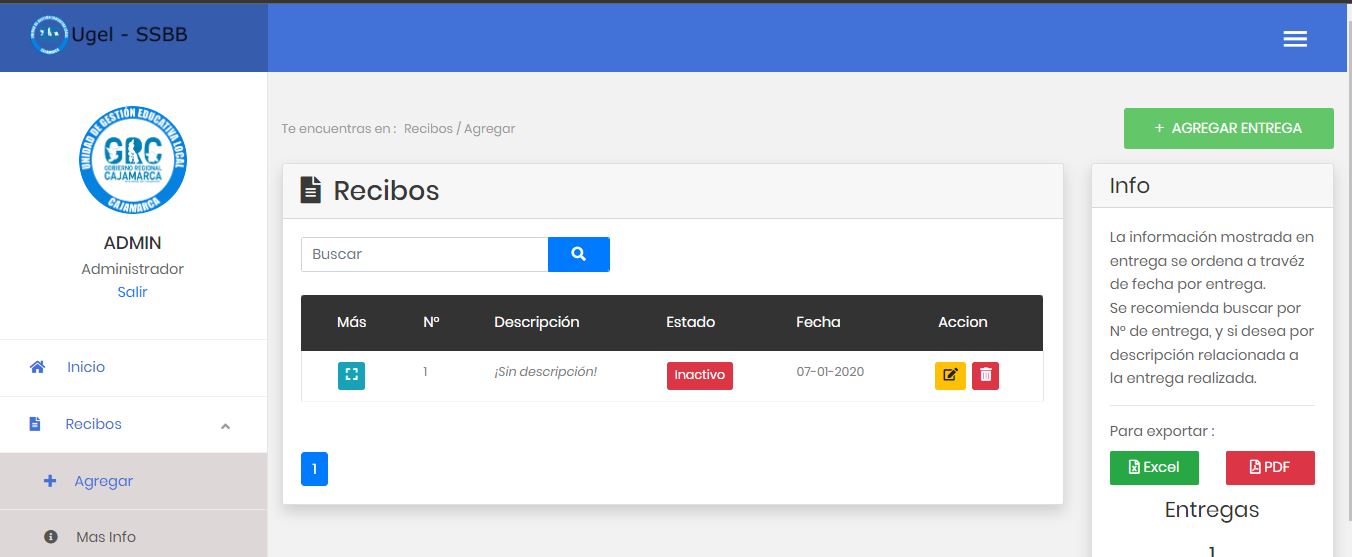 Ugel - SSBB
UNIDAD DE GESTIÓN EDUCATIVA LOCAL
GRC
GOBIERNO REGIONAL
CAJAMARCA
CAJAMARCA
ADMIN
Administrador
Salir
Inicio
Recibos
Agregar
Mas Info
Te encuentras en : Recibos / Agregar
+ AGREGAR ENTREGA
Recibos
Buscar
Más N° Descripción Estado Fecha Accion
1 ¡Sin descripción! Inactivo 07-01-2020
1
Info
La información mostrada en
entrega se ordena a travéz
de fecha por entrega.
Se recomienda buscar por
N° de entrega, y si desea por
descripción relacionada a
la entrega realizada.
Para exportar :
Excel PDF
Entregas
1